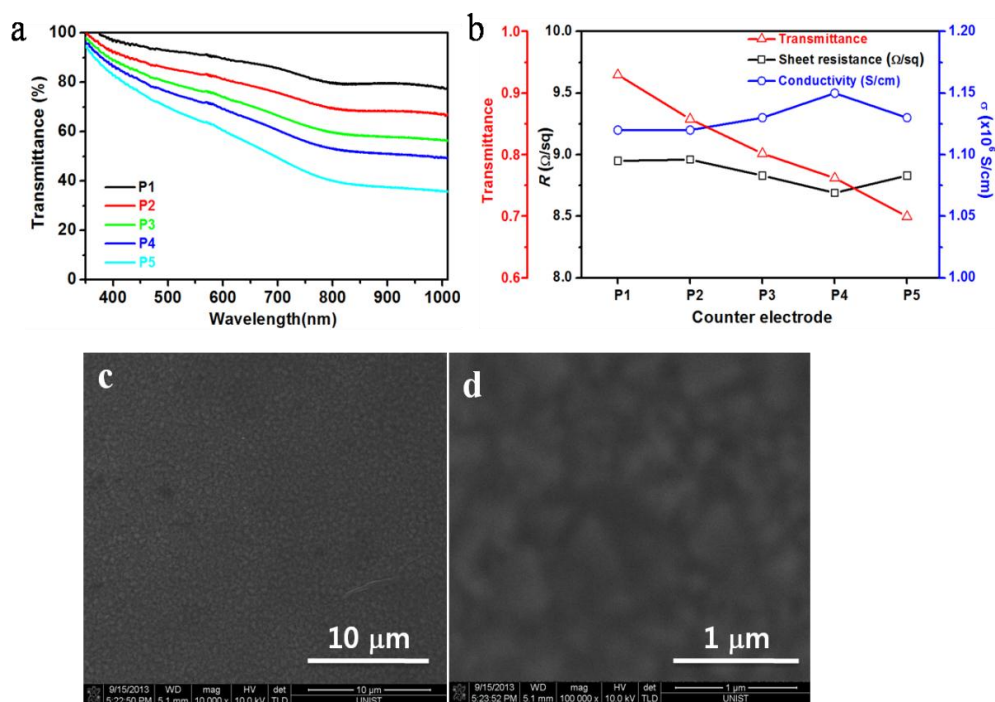 a
100
80
60
40
20
0
Transmittance (%)
P1
P2
P3
P4
P5
400 500 600 700 800 900 1000
Wavelength(nm)
b
1.0
0.9
0.8
0.7
0.6
Transmittance
10.0
9.5
9.0
8.5
8.0
R (Ω/sq)
Transmittance
Sheet resistance (Ω/sq)
Conductivity (S/cm)
1.20
1.15
1.10
1.05
1.00
σ (x10⁶ S/cm)
P1 P2 P3 P4 P5
Counter electrode
c
10 μm
9/15/2013 WD mag HV det 10 μm
5:22:50 PM 5.1 mm 10 000 x 10.0 kV TLD UNIST
d
1 μm
9/15/2013 WD mag HV det 1 μm
5:23:52 PM 5.1 mm 100 000 x 10.0 kV TLD UNIST